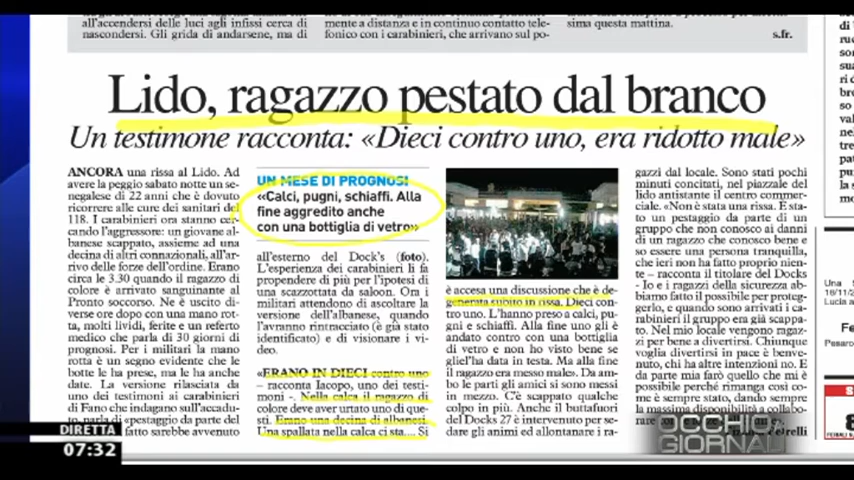 all'accendersi delle luci agli infissi cerca di
nascondersi. Gli grida di andarsene, ma di
mente a distanza e in continuo contatto telefonico con i carabinieri, che arrivano sul po-
sima questa mattina.
s.fr.
Lido, ragazzo pestato dal branco
Un testimone racconta: «Dieci contro uno, era ridotto male»
ANCORA una rissa al Lido. Ad
avere la peggio sabato notte un se-
negalese di 22 anni che è dovuto
ricorrere alle cure dei sanitari del
118. I carabinieri ora stanno cer-
cando l'aggressore: un giovane al-
banese scappato, assieme ad una
decina di altri connazionali, all'ar-
rivo delle forze dell'ordine. Erano
circa le 3.30 quando il ragazzo di
colore è arrivato sanguinante al
Pronto soccorso. Ne è uscito di-
verse ore dopo con una mano rot-
ta, molti lividi, ferite e un referto
medico che parla di 30 giorni di
prognosi. Per i militari la mano
rotta è un segno evidente che le
botte le ha prese, ma le ha anche
date. La versione rilasciata da
uno dei testimoni ai carabinieri
di Fano che indagano sull'accadu-
to, parla di «pestaggio da parte del
fatto sarebbe avvenuto
UN MESE DI PROGNOSI
«Calci, pugni, schiaffi. Alla
fine aggredito anche
con una bottiglia di vetro»
all'esterno del Dock's (foto).
L'esperienza dei carabinieri li fa
propendere di più per l'ipotesi di
una scazzottata da saloon. Ora i
militari attendono di ascoltare la
versione dell'albanese, quando
l'avranno rintracciato (è già stato
identificato) e di visionare i vi-
deo.
«ERANO IN DIECI contro uno
– racconta Iacopo, uno dei testi-
moni -. Nella calca il ragazzo di
colore deve aver urtato uno di que-
sti. Erano una decina di albanesi.
Una spallata nella calca ci sta.... Si
è accesa una discussione che è de-
generata subito in rissa. Dieci con-
tro uno. L'hanno preso a calci, pu-
gni e schiaffi. Alla fine uno gli è
andato contro con una bottiglia
di vetro e non ho visto bene se
gliel'ha data in testa. Ma alla fine
il ragazzo era messo male». Da am-
bo le parti gli amici si sono messi
in mezzo. C'è scappato qualche
colpo in più. Anche il buttafuori
del Docks 27 è intervenuto per se-
dare gli animi ed allontanare i ra-
gazzi dal locale. Sono stati pochi
minuti concitati, nel piazzale del
lido antistante il centro commer-
ciale. «Non è stata una rissa. E'
stato un pestaggio da parte di un
gruppo che non conosco ai danni
di un ragazzo che conosco bene e
so essere una persona tranquilla,
che ieri non ha fatto proprio nien-
te – racconta il titolare del Docks
- Io e i ragazzi della sicurezza ab-
biamo fatto il possibile per proteg-
gerlo, e quando sono arrivati i ca-
rabinieri il gruppo era già scappa-
to. Nel mio locale vengono ragaz-
zi per bene a divertirsi. Chiunque
voglia divertirsi in pace è benve-
nuto, chi ha altre intenzioni no. E
da parte mia farò quello che mi è
possibile perché rimanga così co-
me è sempre stato, dando sempre
la massima disponibilità a collabo-
Una
16/11/2
Lucia a
Fe
Pesaro
DIRETTA
07:32
OCCHIO
GIORNALI